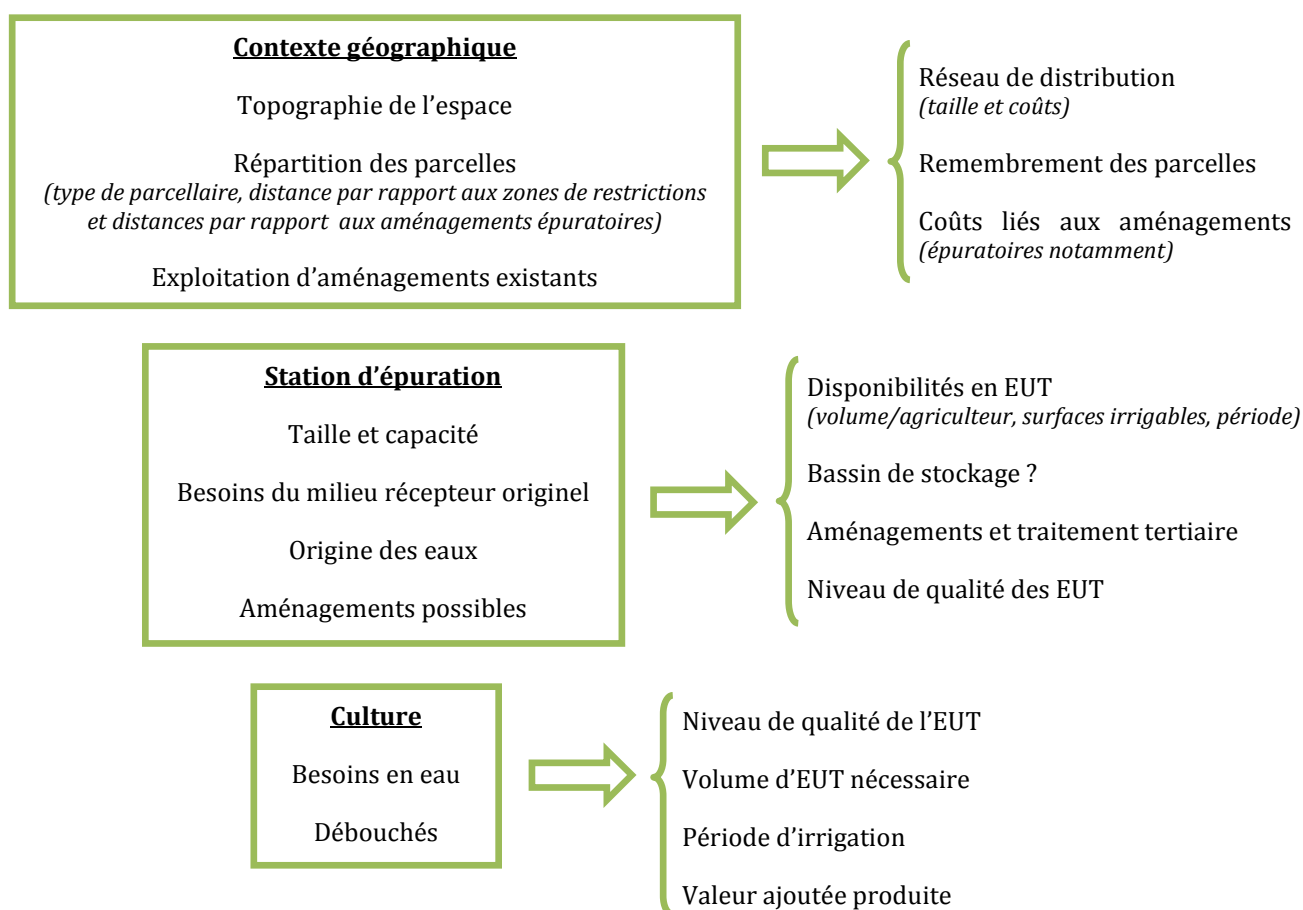 Contexte géographique
Topographie de l’espace
Répartition des parcelles
(type de parcellaire, distance par rapport aux zones de restrictions
et distances par rapport aux aménagements épuratoires)
Exploitation d’aménagements existants
Réseau de distribution
(taille et coûts)
Remembrement des parcelles
Coûts liés aux aménagements
(épuratoires notamment)
Station d’épuration
Taille et capacité
Besoins du milieu récepteur originel
Origine des eaux
Aménagements possibles
Disponibilités en EUT
(volume/agriculteur, surfaces irrigables, période)
Bassin de stockage ?
Aménagements et traitement tertiaire
Niveau de qualité des EUT
Culture
Besoins en eau
Débouchés
Niveau de qualité de l’EUT
Volume d’EUT nécessaire
Période d’irrigation
Valeur ajoutée produite